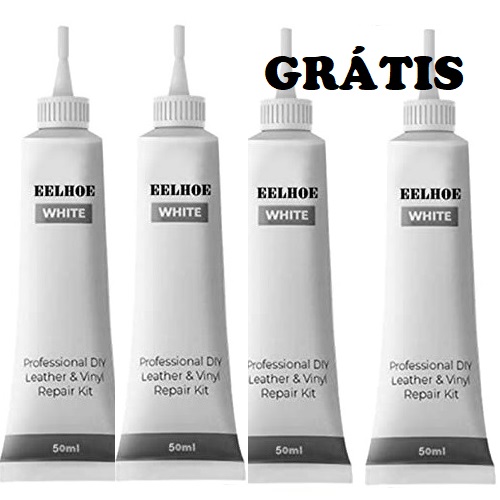 GRÁTIS
EELHOE
WHITE
Professional DIY
Leather & Vinyl
Repair Kit
50ml
EELHOE
WHITE
Professional DIY
Leather & Vinyl
Repair Kit
50ml
EELHOE
WHITE
Professional DIY
Leather & Vinyl
Repair Kit
50ml
EELHOE
WHITE
Professional DIY
Leather & Vinyl
Repair Kit
50ml